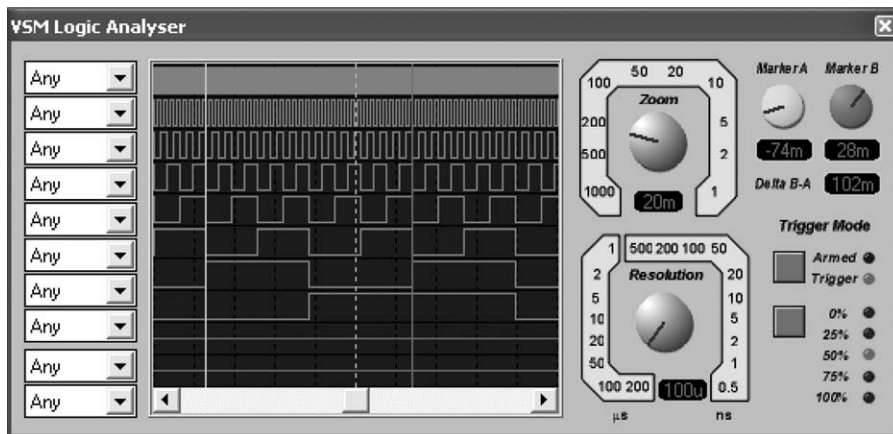 VSM Logic Analyser
Any
Any
Any
Any
Any
Any
Any
Any
Any
Any
50 20
100 10
Zoom
200 5
500 2
1000 1
20m
Marker A Marker B
-74m 28m
Delta B-A 102m
1 500 200 100 50
2 Resolution 20
5 10
10 5
20 2
50 1
100 200 100u 0.5
µs ns
Trigger Mode
Armed
Trigger
0%
25%
50%
75%
100%